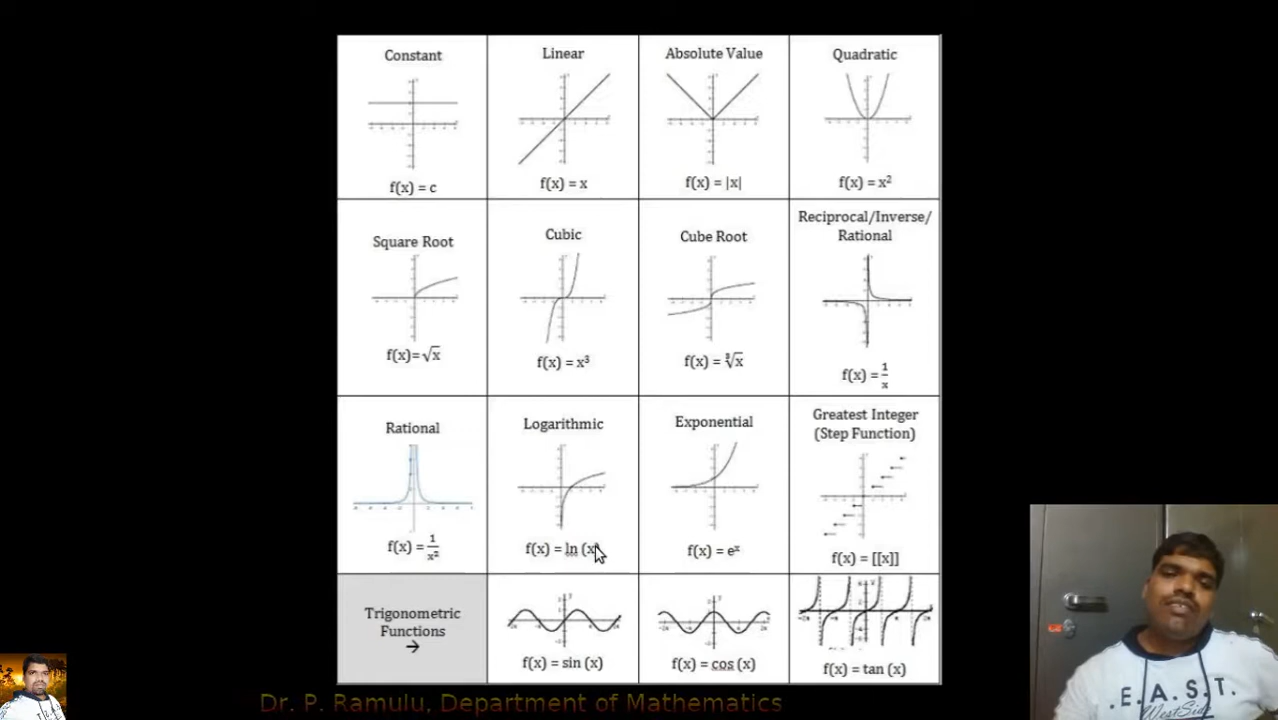 Constant
Linear
Absolute Value
Quadratic
f(x) = c
f(x) = x
f(x) = |x|
f(x) = x²
Square Root
Cubic
Cube Root
Reciprocal/Inverse/
Rational
f(x)=√x
f(x) = x³
f(x) = ∛x
f(x) = 1/x
Rational
Logarithmic
Exponential
Greatest Integer
(Step Function)
f(x) = 1/x²
f(x) = ln (x)
f(x) = eˣ
f(x) = [[x]]
Trigonometric
Functions
→
f(x) = sin (x)
f(x) = cos (x)
f(x) = tan (x)
Dr. P. Ramulu, Department of Mathematics
.E.A.S.T.
WestSide